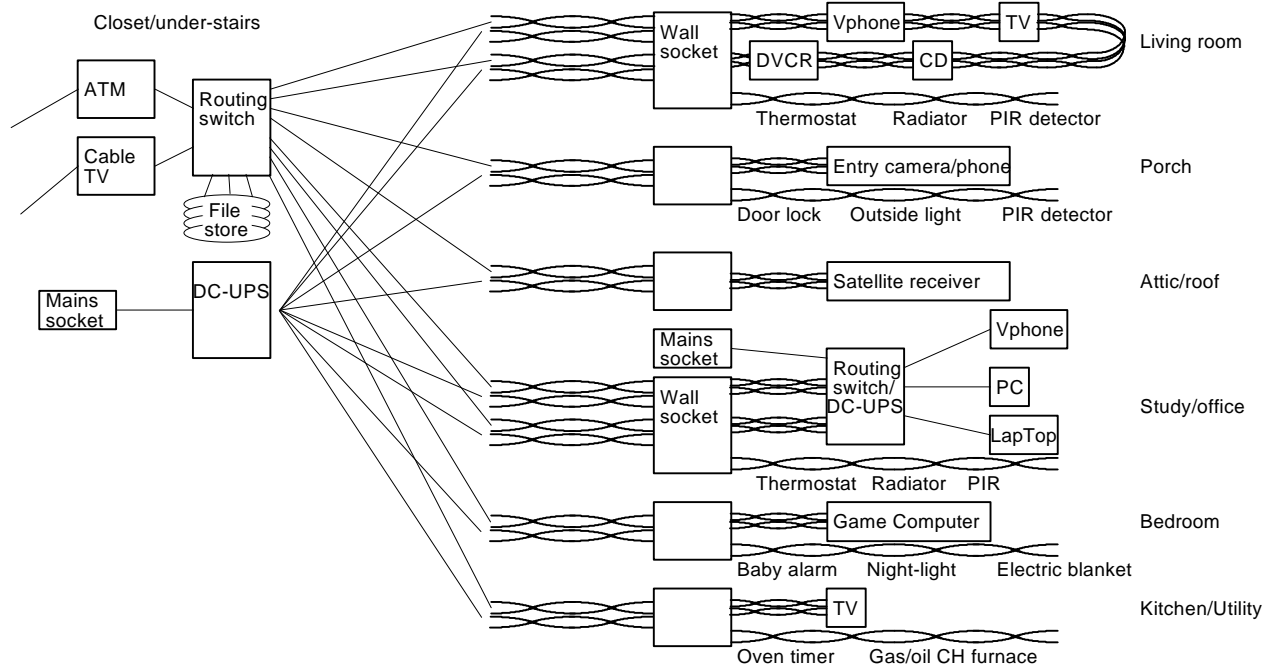 Closet/under-stairs
ATM
Routing
switch
Cable
TV
File
store
DC-UPS
Mains
socket
Wall
socket
Vphone
TV
DVCR
CD
Living room
Thermostat
Radiator
PIR detector
Entry camera/phone
Porch
Door lock
Outside light
PIR detector
Satellite receiver
Attic/roof
Mains
socket
Vphone
Routing
switch/
DC-UPS
Wall
socket
PC
Study/office
LapTop
Thermostat
Radiator
PIR
Game Computer
Bedroom
Baby alarm
Night-light
Electric blanket
TV
Kitchen/Utility
Oven timer
Gas/oil CH furnace